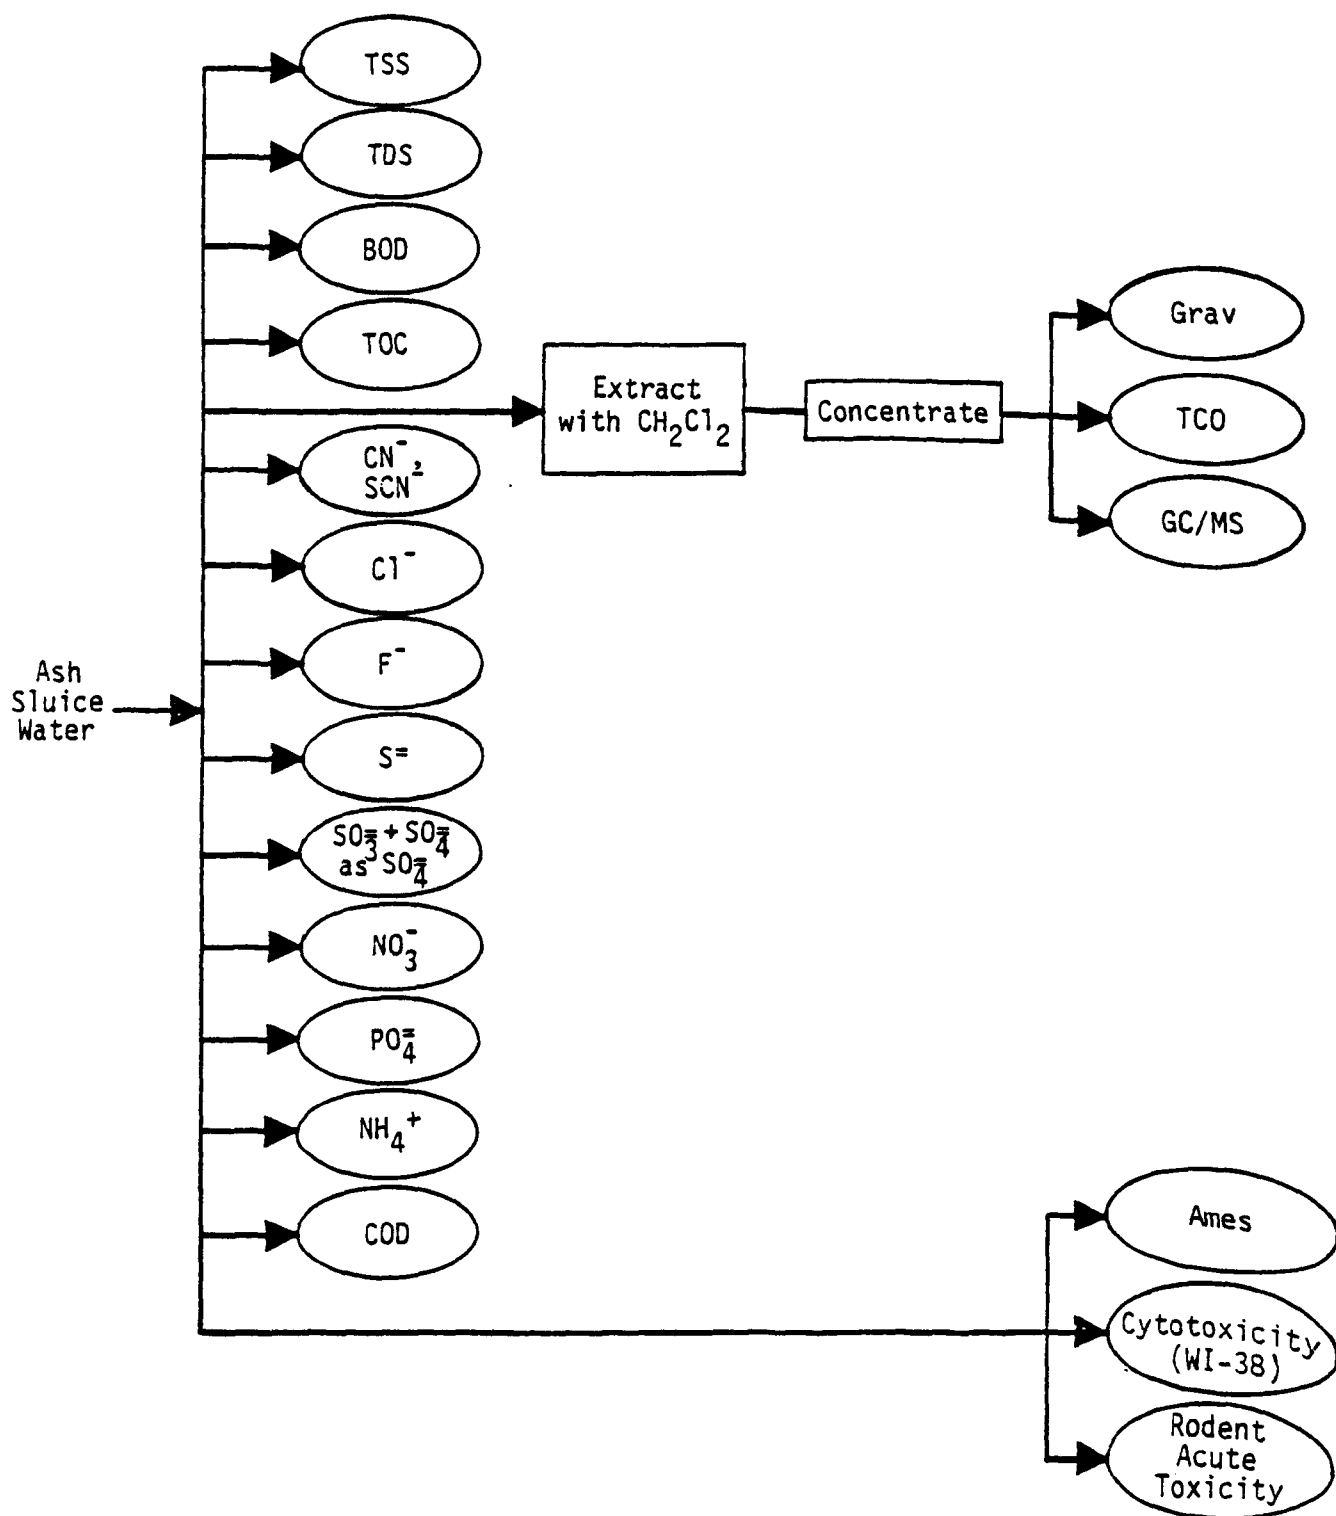 TSS
TDS
BOD
TOC
Extract
with CH₂Cl₂
Concentrate
Grav
TCO
GC/MS
CN⁻,
SCN⁻
Cl⁻
F⁻
Ash
Sluice
Water
S⁼
SO₃⁼ + SO₄⁼
as SO₄⁼
NO₃⁻
PO₄⁼
NH₄⁺
COD
Ames
Cytotoxicity
(WI-38)
Rodent
Acute
Toxicity